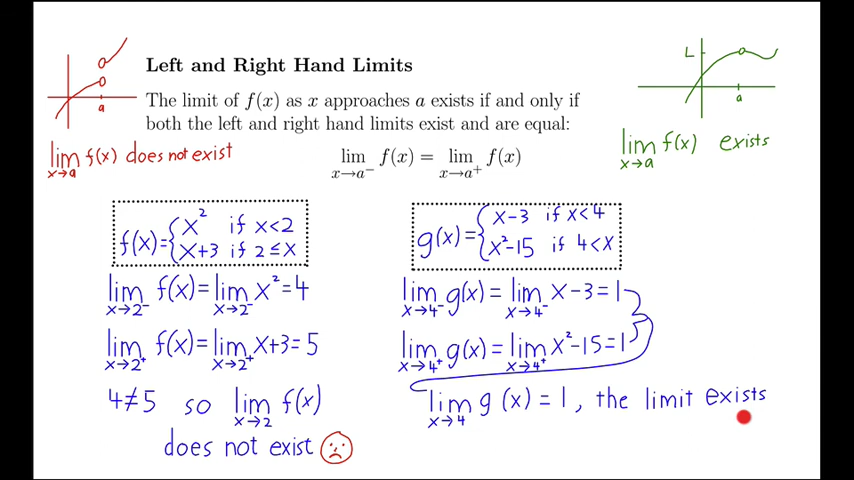 Left and Right Hand Limits
The limit of f(x) as x approaches a exists if and only if
both the left and right hand limits exist and are equal:
lim x→a⁻ f(x) = lim x→a⁺ f(x)
a
lim x→a f(x) does not exist
L
a
lim x→a f(x) exists
f(x)={x² if x<2
x+3 if 2≤x
lim x→2⁻ f(x)=lim x→2⁻ x²=4
lim x→2⁺ f(x)=lim x→2⁺ x+3=5
4≠5 so lim x→2 f(x)
does not exist
g(x)={x-3 if x<4
x²-15 if 4<x
lim x→4⁻ g(x)=lim x→4⁻ x-3=1
lim x→4⁺ g(x)=lim x→4⁺ x²-15=1
lim x→4 g(x)=1, the limit exists